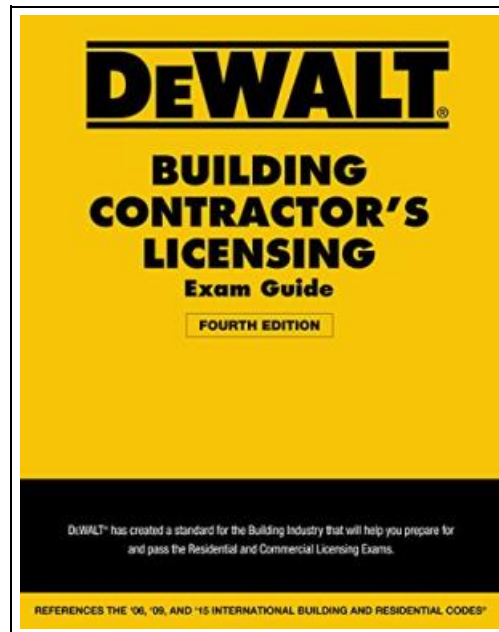 DEWALT®
BUILDING
CONTRACTOR'S
LICENSING
Exam Guide
FOURTH EDITION
DEWALT® has created a standard for the Building Industry that will help you prepare for
and pass the Residential and Commercial Licensing Exams.
REFERENCES THE '06, '09, AND '15 INTERNATIONAL BUILDING AND RESIDENTIAL CODES®